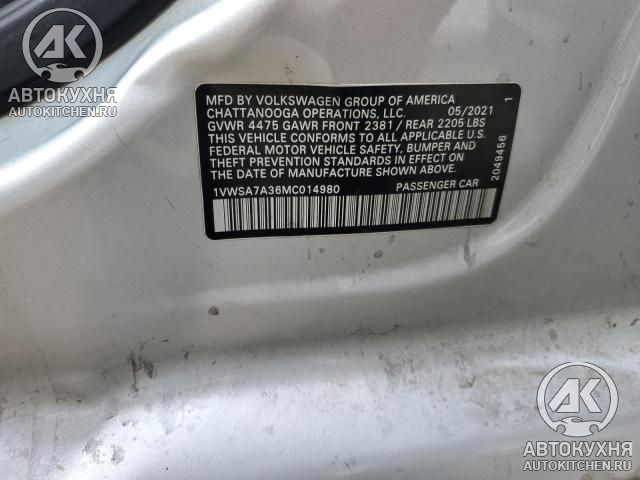 AK
АВТОКУХНЯ
AUTOKITCHEN.RU
MFD BY VOLKSWAGEN GROUP OF AMERICA
CHATTANOOGA OPERATIONS, LLC. 05/2021
GVWR 4475 GAWR FRONT 2381 / REAR 2205 LBS
THIS VEHICLE CONFORMS TO ALL APPLICABLE U.S.
FEDERAL MOTOR VEHICLE SAFETY, BUMPER AND
THEFT PREVENTION STANDARDS IN EFFECT ON THE
DATE OF MANUFACTURE SHOWN ABOVE.
1VWSA7A36MC014980 PASSENGER CAR
2049456 1
AK
АВТОКУХНЯ
AUTOKITCHEN.RU